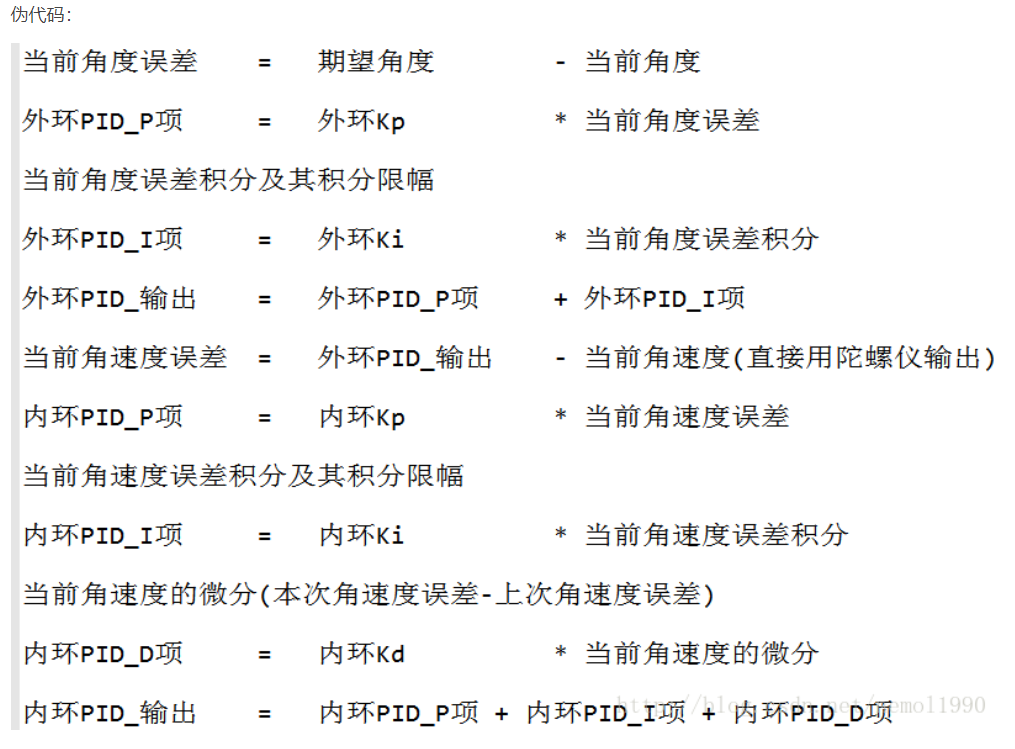 伪代码：
当前角度误差 = 期望角度 - 当前角度
外环PID_P项 = 外环Kp * 当前角度误差
当前角度误差积分及其积分限幅
外环PID_I项 = 外环Ki * 当前角度误差积分
外环PID_输出 = 外环PID_P项 + 外环PID_I项
当前角速度误差 = 外环PID_输出 - 当前角速度(直接用陀螺仪输出)
内环PID_P项 = 内环Kp * 当前角速度误差
当前角速度误差积分及其积分限幅
内环PID_I项 = 内环Ki * 当前角速度误差积分
当前角速度的微分(本次角速度误差-上次角速度误差)
内环PID_D项 = 内环Kd * 当前角速度的微分
内环PID_输出 = 内环PID_P项 + 内环PID_I项 + 内环PID_D项